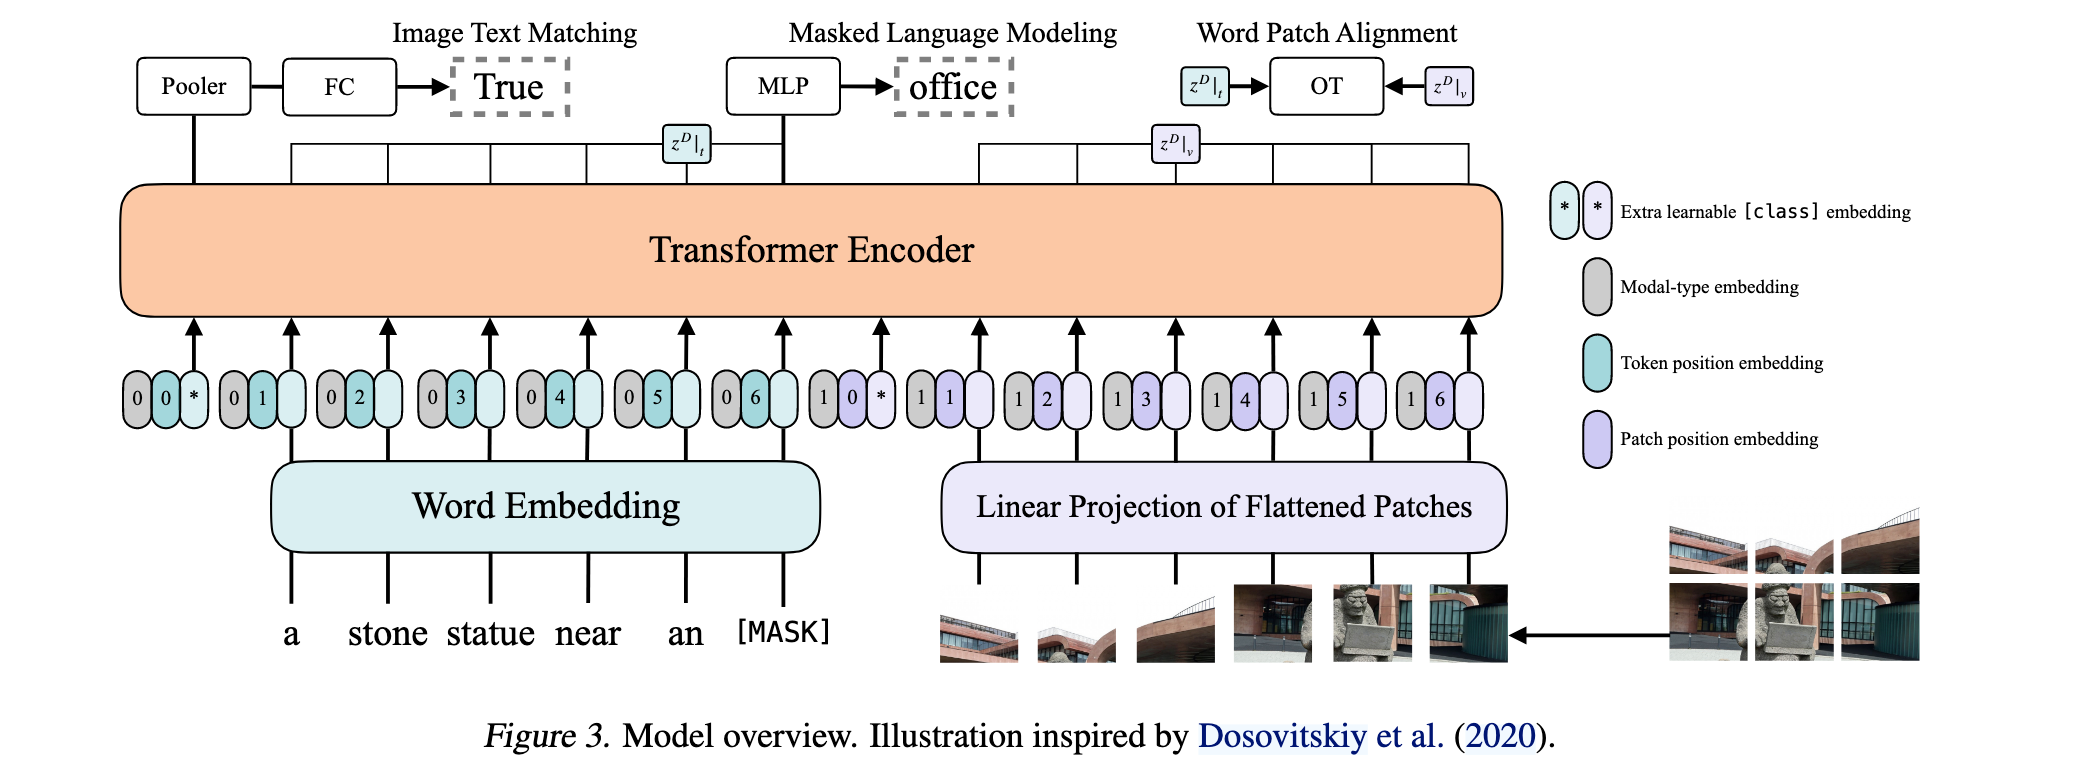 Image Text Matching
Masked Language Modeling
Word Patch Alignment
Pooler
FC
True
MLP
office
z^D|_t
OT
z^D|_v
z^D|_t
z^D|_v
Transformer Encoder
* * Extra learnable [class] embedding
Modal-type embedding
Token position embedding
Patch position embedding
0 0 * 0 1 0 2 0 3 0 4 0 5 0 6 1 0 * 1 1 1 2 1 3 1 4 1 5 1 6
Word Embedding
Linear Projection of Flattened Patches
a stone statue near an [MASK]
Figure 3. Model overview. Illustration inspired by Dosovitskiy et al. (2020).